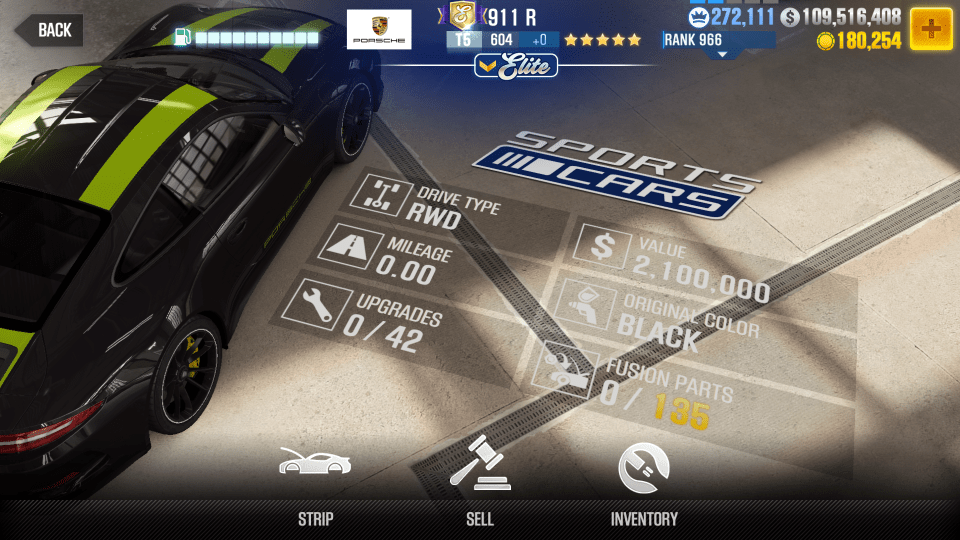 BACK
PORSCHE
S
911 R
T5 604 +0
Elite
272,111
$ 109,516,408
RANK 966
180,254
+
SPORTS
CARS
DRIVE TYPE
RWD
MILEAGE
0.00
UPGRADES
0 / 42
$
VALUE
2,100,000
ORIGINAL COLOR
BLACK
FUSION PARTS
0 / 135
STRIP
SELL
INVENTORY